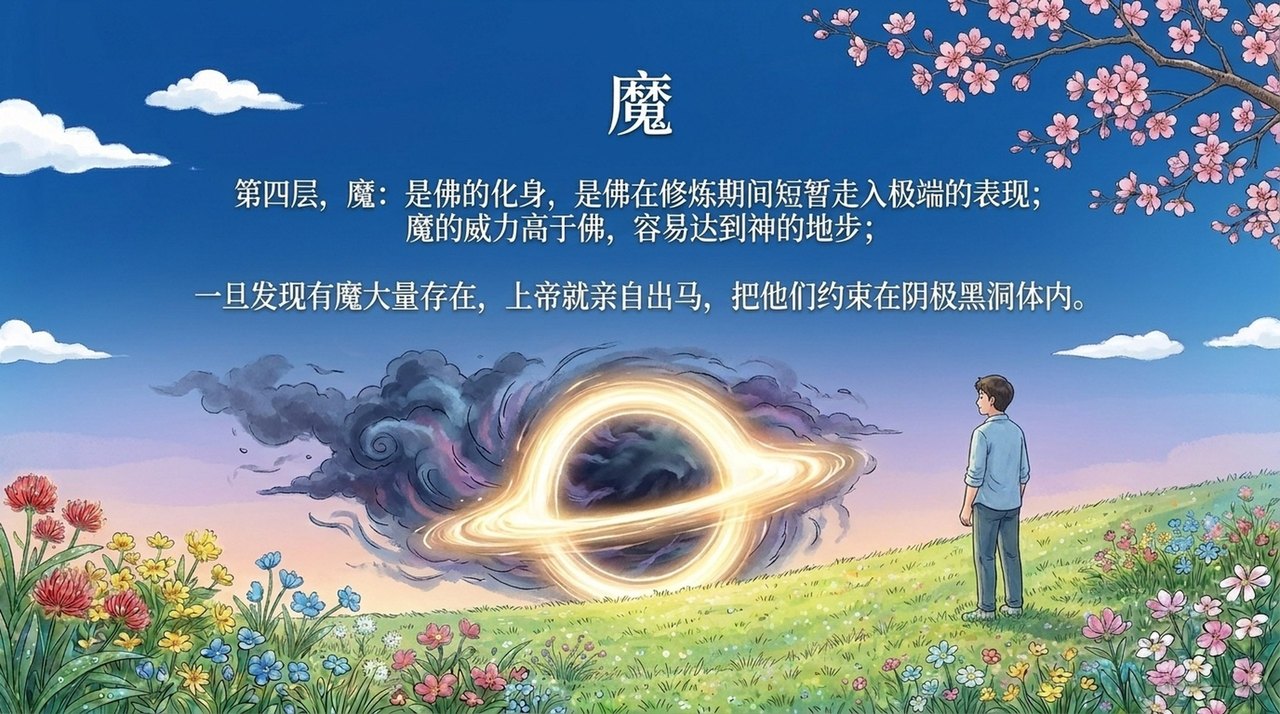 魔
第四层，魔：是佛的化身，是佛在修炼期间短暂走入极端的表现；
魔的威力高于佛，容易达到神的地步；
一旦发现有魔大量存在，上帝就亲自出马，把他们约束在阴极黑洞体内。